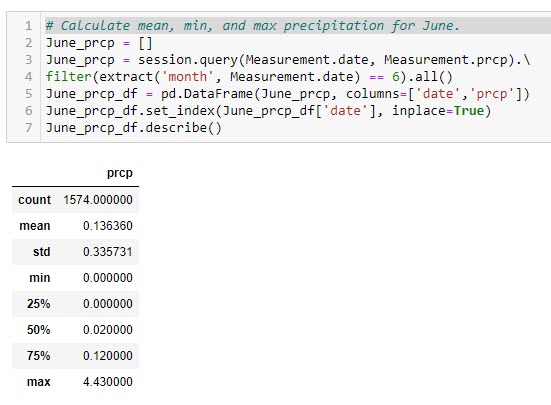 1 # Calculate mean, min, and max precipitation for June.
2 June_prcp = []
3 June_prcp = session.query(Measurement.date, Measurement.prcp).\
4 filter(extract('month', Measurement.date) == 6).all()
5 June_prcp_df = pd.DataFrame(June_prcp, columns=['date','prcp'])
6 June_prcp_df.set_index(June_prcp_df['date'], inplace=True)
7 June_prcp_df.describe()
prcp
count 1574.000000
mean 0.136360
std 0.335731
min 0.000000
25% 0.000000
50% 0.020000
75% 0.120000
max 4.430000